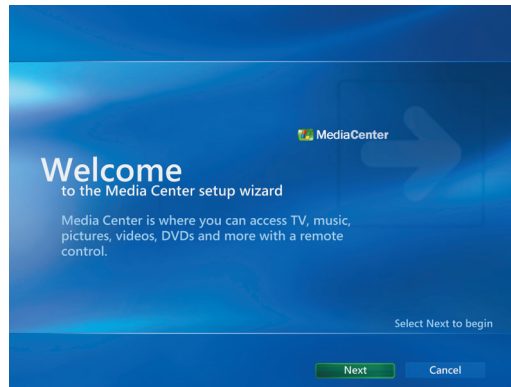 MediaCenter
Welcome
to the Media Center setup wizard
Media Center is where you can access TV, music,
pictures, videos, DVDs and more with a remote
control.
Select Next to begin
Next
Cancel